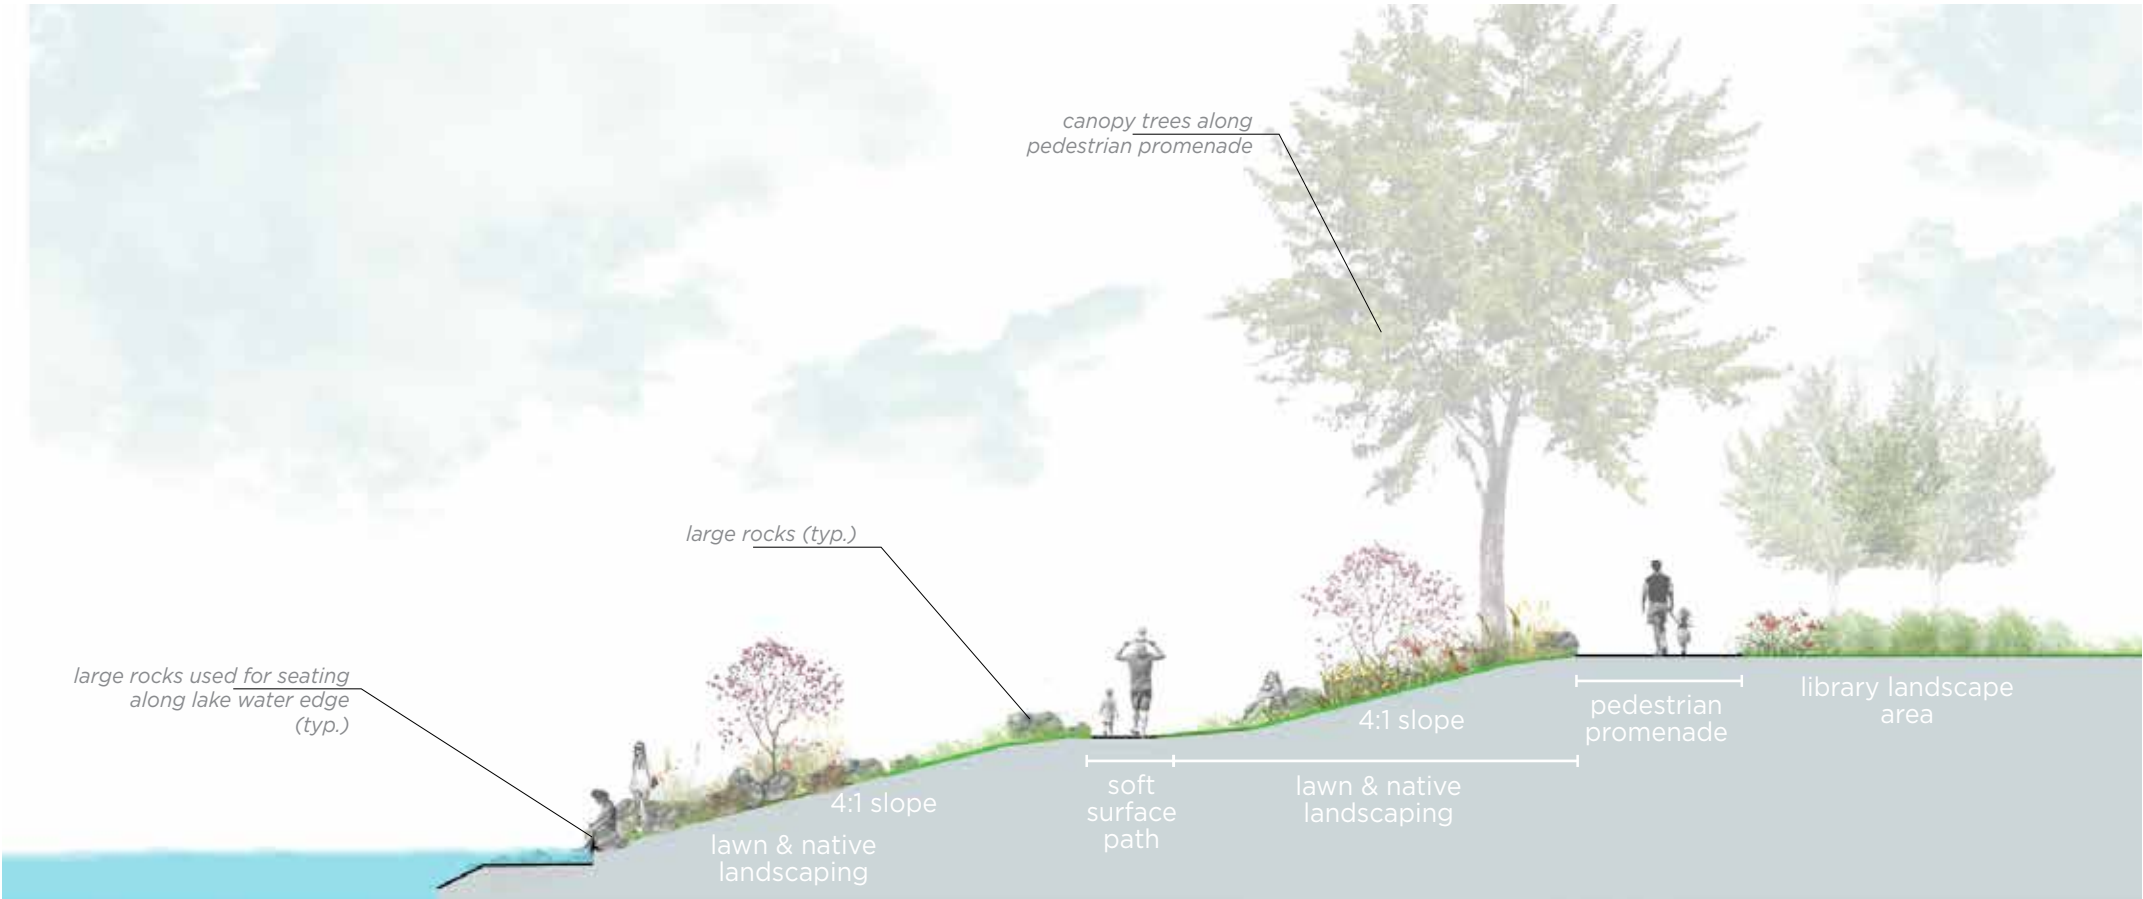 canopy trees along
pedestrian promenade
large rocks (typ.)
large rocks used for seating
along lake water edge
(typ.)
4:1 slope
lawn & native
landscaping
soft
surface
path
4:1 slope
lawn & native
landscaping
pedestrian
promenade
library landscape
area